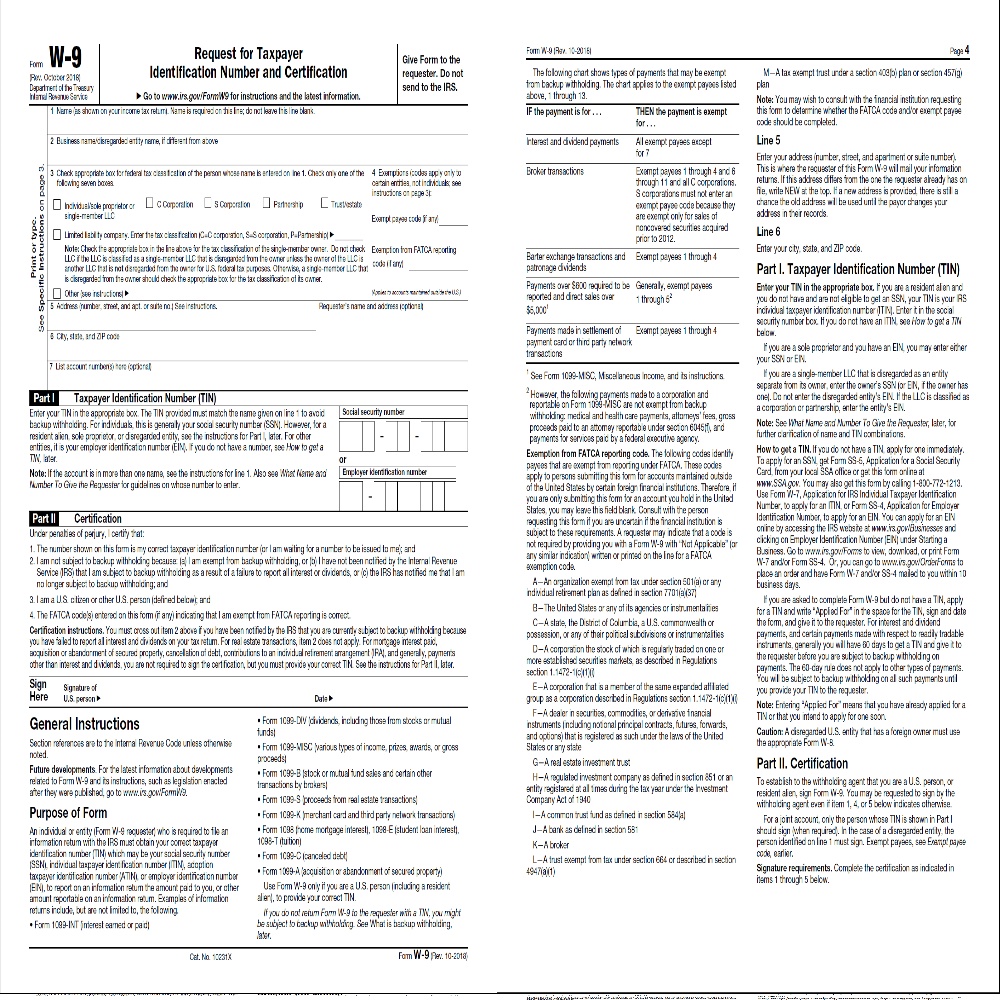 Form W-9
(Rev. October 2018)
Department of the Treasury
Internal Revenue Service
Request for Taxpayer
Identification Number and Certification
▶ Go to www.irs.gov/FormW9 for instructions and the latest information.
Give Form to the
requester. Do not
send to the IRS.
Print or type.
See Specific Instructions on page 3.
1 Name (as shown on your income tax return). Name is required on this line; do not leave this line blank.
2 Business name/disregarded entity name, if different from above
3 Check appropriate box for federal tax classification of the person whose name is entered on line 1. Check only one of the
following seven boxes.
Individual/sole proprietor or
single-member LLC
C Corporation
S Corporation
Partnership
Trust/estate
Limited liability company. Enter the tax classification (C=C corporation, S=S corporation, P=Partnership) ▶
Note: Check the appropriate box in the line above for the tax classification of the single-member owner. Do not check
LLC if the LLC is classified as a single-member LLC that is disregarded from the owner unless the owner of the LLC is
another LLC that is not disregarded from the owner for U.S. federal tax purposes. Otherwise, a single-member LLC that
is disregarded from the owner should check the appropriate box for the tax classification of its owner.
Other (see instructions) ▶
4 Exemptions (codes apply only to
certain entities, not individuals; see
instructions on page 3):
Exempt payee code (if any)
Exemption from FATCA reporting
code (if any)
(Applies to accounts maintained outside the U.S.)
5 Address (number, street, and apt. or suite no.) See instructions.
Requester's name and address (optional)
6 City, state, and ZIP code
7 List account number(s) here (optional)
Part I Taxpayer Identification Number (TIN)
Enter your TIN in the appropriate box. The TIN provided must match the name given on line 1 to avoid
backup withholding. For individuals, this is generally your social security number (SSN). However, for a
resident alien, sole proprietor, or disregarded entity, see the instructions for Part I, later. For other
entities, it is your employer identification number (EIN). If you do not have a number, see How to get a
TIN, later.
Note: If the account is in more than one name, see the instructions for line 1. Also see What Name and
Number To Give the Requester for guidelines on whose number to enter.
Social security number
– –
or
Employer identification number
–
Part II Certification
Under penalties of perjury, I certify that:
1. The number shown on this form is my correct taxpayer identification number (or I am waiting for a number to be issued to me); and
2. I am not subject to backup withholding because: (a) I am exempt from backup withholding, or (b) I have not been notified by the Internal Revenue
Service (IRS) that I am subject to backup withholding as a result of a failure to report all interest or dividends, or (c) the IRS has notified me that I am
no longer subject to backup withholding; and
3. I am a U.S. citizen or other U.S. person (defined below); and
4. The FATCA code(s) entered on this form (if any) indicating that I am exempt from FATCA reporting is correct.
Certification instructions. You must cross out item 2 above if you have been notified by the IRS that you are currently subject to backup withholding because
you have failed to report all interest and dividends on your tax return. For real estate transactions, item 2 does not apply. For mortgage interest paid,
acquisition or abandonment of secured property, cancellation of debt, contributions to an individual retirement arrangement (IRA), and generally, payments
other than interest and dividends, you are not required to sign the certification, but you must provide your correct TIN. See the instructions for Part II, later.
Sign
Here
Signature of
U.S. person ▶
Date ▶
General Instructions
Section references are to the Internal Revenue Code unless otherwise
noted.
Future developments. For the latest information about developments
related to Form W-9 and its instructions, such as legislation enacted
after they were published, go to www.irs.gov/FormW9.
Purpose of Form
An individual or entity (Form W-9 requester) who is required to file an
information return with the IRS must obtain your correct taxpayer
identification number (TIN) which may be your social security number
(SSN), individual taxpayer identification number (ITIN), adoption
taxpayer identification number (ATIN), or employer identification number
(EIN), to report on an information return the amount paid to you, or other
amount reportable on an information return. Examples of information
returns include, but are not limited to, the following.
• Form 1099-INT (interest earned or paid)
• Form 1099-DIV (dividends, including those from stocks or mutual
funds)
• Form 1099-MISC (various types of income, prizes, awards, or gross
proceeds)
• Form 1099-B (stock or mutual fund sales and certain other
transactions by brokers)
• Form 1099-S (proceeds from real estate transactions)
• Form 1099-K (merchant card and third party network transactions)
• Form 1098 (home mortgage interest), 1098-E (student loan interest),
1098-T (tuition)
• Form 1099-C (canceled debt)
• Form 1099-A (acquisition or abandonment of secured property)
Use Form W-9 only if you are a U.S. person (including a resident
alien), to provide your correct TIN.
If you do not return Form W-9 to the requester with a TIN, you might
be subject to backup withholding. See What is backup withholding,
later.
Cat. No. 10231X
Form W-9 (Rev. 10-2018)
Form W-9 (Rev. 10-2018)
Page 4
The following chart shows types of payments that may be exempt
from backup withholding. The chart applies to the exempt payees listed
above, 1 through 13.
IF the payment is for . . .
THEN the payment is exempt
for . . .
Interest and dividend payments
All exempt payees except
for 7
Broker transactions
Exempt payees 1 through 4 and 6
through 11 and all C corporations.
S corporations must not enter an
exempt payee code because they
are exempt only for sales of
noncovered securities acquired
prior to 2012.
Barter exchange transactions and
patronage dividends
Exempt payees 1 through 4
Payments over $600 required to be
reported and direct sales over
$5,000¹
Generally, exempt payees
1 through 5²
Payments made in settlement of
payment card or third party network
transactions
Exempt payees 1 through 4
¹ See Form 1099-MISC, Miscellaneous Income, and its instructions.
² However, the following payments made to a corporation and
reportable on Form 1099-MISC are not exempt from backup
withholding: medical and health care payments, attorneys' fees, gross
proceeds paid to an attorney reportable under section 6045(f), and
payments for services paid by a federal executive agency.
Exemption from FATCA reporting code. The following codes identify
payees that are exempt from reporting under FATCA. These codes
apply to persons submitting this form for accounts maintained outside
of the United States by certain foreign financial institutions. Therefore, if
you are only submitting this form for an account you hold in the United
States, you may leave this field blank. Consult with the person
requesting this form if you are uncertain if the financial institution is
subject to these requirements. A requester may indicate that a code is
not required by providing you with a Form W-9 with “Not Applicable” (or
any similar indication) written or printed on the line for a FATCA
exemption code.
A—An organization exempt from tax under section 501(a) or any
individual retirement plan as defined in section 7701(a)(37)
B—The United States or any of its agencies or instrumentalities
C—A state, the District of Columbia, a U.S. commonwealth or
possession, or any of their political subdivisions or instrumentalities
D—A corporation the stock of which is regularly traded on one or
more established securities markets, as described in Regulations
section 1.1472-1(c)(1)(i)
E—A corporation that is a member of the same expanded affiliated
group as a corporation described in Regulations section 1.1472-1(c)(1)(i)
F—A dealer in securities, commodities, or derivative financial
instruments (including notional principal contracts, futures, forwards,
and options) that is registered as such under the laws of the United
States or any state
G—A real estate investment trust
H—A regulated investment company as defined in section 851 or an
entity registered at all times during the tax year under the Investment
Company Act of 1940
I—A common trust fund as defined in section 584(a)
J—A bank as defined in section 581
K—A broker
L—A trust exempt from tax under section 664 or described in section
4947(a)(1)
M—A tax exempt trust under a section 403(b) plan or section 457(g)
plan
Note: You may wish to consult with the financial institution requesting
this form to determine whether the FATCA code and/or exempt payee
code should be completed.
Line 5
Enter your address (number, street, and apartment or suite number).
This is where the requester of this Form W-9 will mail your information
returns. If this address differs from the one the requester already has on
file, write NEW at the top. If a new address is provided, there is still a
chance the old address will be used until the payor changes your
address in their records.
Line 6
Enter your city, state, and ZIP code.
Part I. Taxpayer Identification Number (TIN)
Enter your TIN in the appropriate box. If you are a resident alien and
you do not have and are not eligible to get an SSN, your TIN is your IRS
individual taxpayer identification number (ITIN). Enter it in the social
security number box. If you do not have an ITIN, see How to get a TIN
below.
If you are a sole proprietor and you have an EIN, you may enter either
your SSN or EIN.
If you are a single-member LLC that is disregarded as an entity
separate from its owner, enter the owner's SSN (or EIN, if the owner has
one). Do not enter the disregarded entity's EIN. If the LLC is classified as
a corporation or partnership, enter the entity's EIN.
Note: See What Name and Number To Give the Requester, later, for
further clarification of name and TIN combinations.
How to get a TIN. If you do not have a TIN, apply for one immediately.
To apply for an SSN, get Form SS-5, Application for a Social Security
Card, from your local SSA office or get this form online at
www.SSA.gov. You may also get this form by calling 1-800-772-1213.
Use Form W-7, Application for IRS Individual Taxpayer Identification
Number, to apply for an ITIN, or Form SS-4, Application for Employer
Identification Number, to apply for an EIN. You can apply for an EIN
online by accessing the IRS website at www.irs.gov/Businesses and
clicking on Employer Identification Number (EIN) under Starting a
Business. Go to www.irs.gov/Forms to view, download, or print Form
W-7 and/or Form SS-4. Or, you can go to www.irs.gov/OrderForms to
place an order and have Form W-7 and/or SS-4 mailed to you within 10
business days.
If you are asked to complete Form W-9 but do not have a TIN, apply
for a TIN and write “Applied For” in the space for the TIN, sign and date
the form, and give it to the requester. For interest and dividend
payments, and certain payments made with respect to readily tradable
instruments, generally you will have 60 days to get a TIN and give it to
the requester before you are subject to backup withholding on
payments. The 60-day rule does not apply to other types of payments.
You will be subject to backup withholding on all such payments until
you provide your TIN to the requester.
Note: Entering “Applied For” means that you have already applied for a
TIN or that you intend to apply for one soon.
Caution: A disregarded U.S. entity that has a foreign owner must use
the appropriate Form W-8.
Part II. Certification
To establish to the withholding agent that you are a U.S. person, or
resident alien, sign Form W-9. You may be requested to sign by the
withholding agent even if item 1, 4, or 5 below indicates otherwise.
For a joint account, only the person whose TIN is shown in Part I
should sign (when required). In the case of a disregarded entity, the
person identified on line 1 must sign. Exempt payees, see Exempt payee
code, earlier.
Signature requirements. Complete the certification as indicated in
items 1 through 5 below.